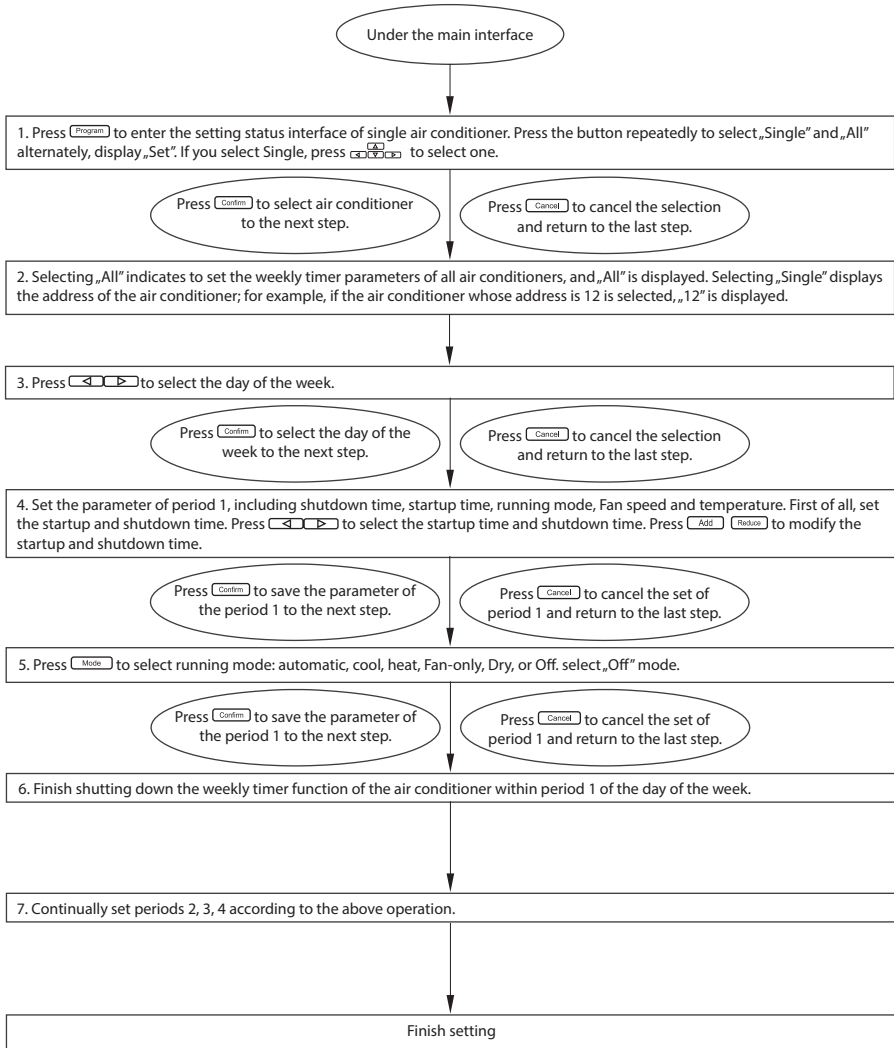 Under the main interface
1. Press Program to enter the setting status interface of single air conditioner. Press the button repeatedly to select „Single” and „All”
alternately, display „Set”. If you select Single, press ◁ △ ▽ ▷ to select one.
Press Confirm to select air conditioner
to the next step.
Press Cancel to cancel the selection
and return to the last step.
2. Selecting „All” indicates to set the weekly timer parameters of all air conditioners, and „All” is displayed. Selecting „Single” displays
the address of the air conditioner; for example, if the air conditioner whose address is 12 is selected, „12” is displayed.
3. Press ◁ ▷ to select the day of the week.
Press Confirm to select the day of the
week to the next step.
Press Cancel to cancel the selection
and return to the last step.
4. Set the parameter of period 1, including shutdown time, startup time, running mode, Fan speed and temperature. First of all, set
the startup and shutdown time. Press ◁ ▷ to select the startup time and shutdown time. Press Add Reduce to modify the
startup and shutdown time.
Press Confirm to save the parameter of
the period 1 to the next step.
Press Cancel to cancel the set of
period 1 and return to the last step.
5. Press Mode to select running mode: automatic, cool, heat, Fan-only, Dry, or Off. select „Off” mode.
Press Confirm to save the parameter of
the period 1 to the next step.
Press Cancel to cancel the set of
period 1 and return to the last step.
6. Finish shutting down the weekly timer function of the air conditioner within period 1 of the day of the week.
7. Continually set periods 2, 3, 4 according to the above operation.
Finish setting